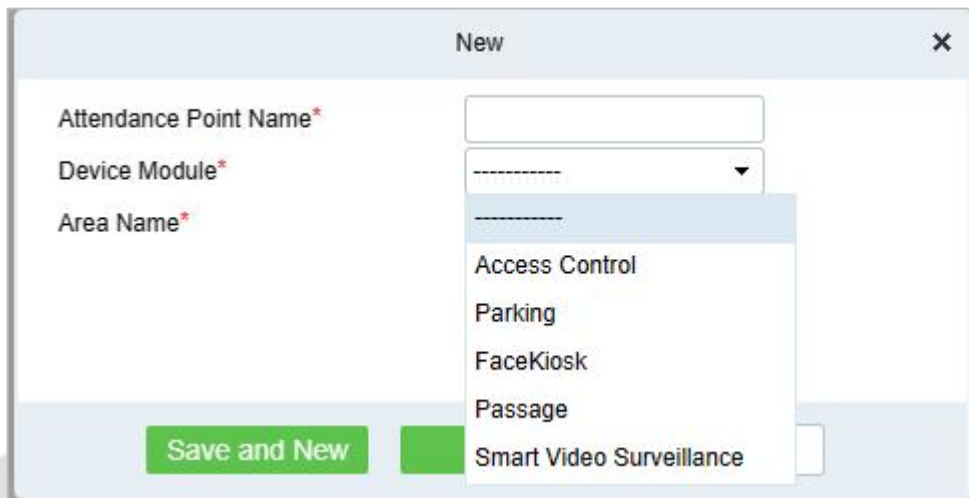 New
Attendance Point Name*
Device Module*
-----------
Area Name*
-----------
Access Control
Parking
FaceKiosk
Passage
Smart Video Surveillance
Save and New